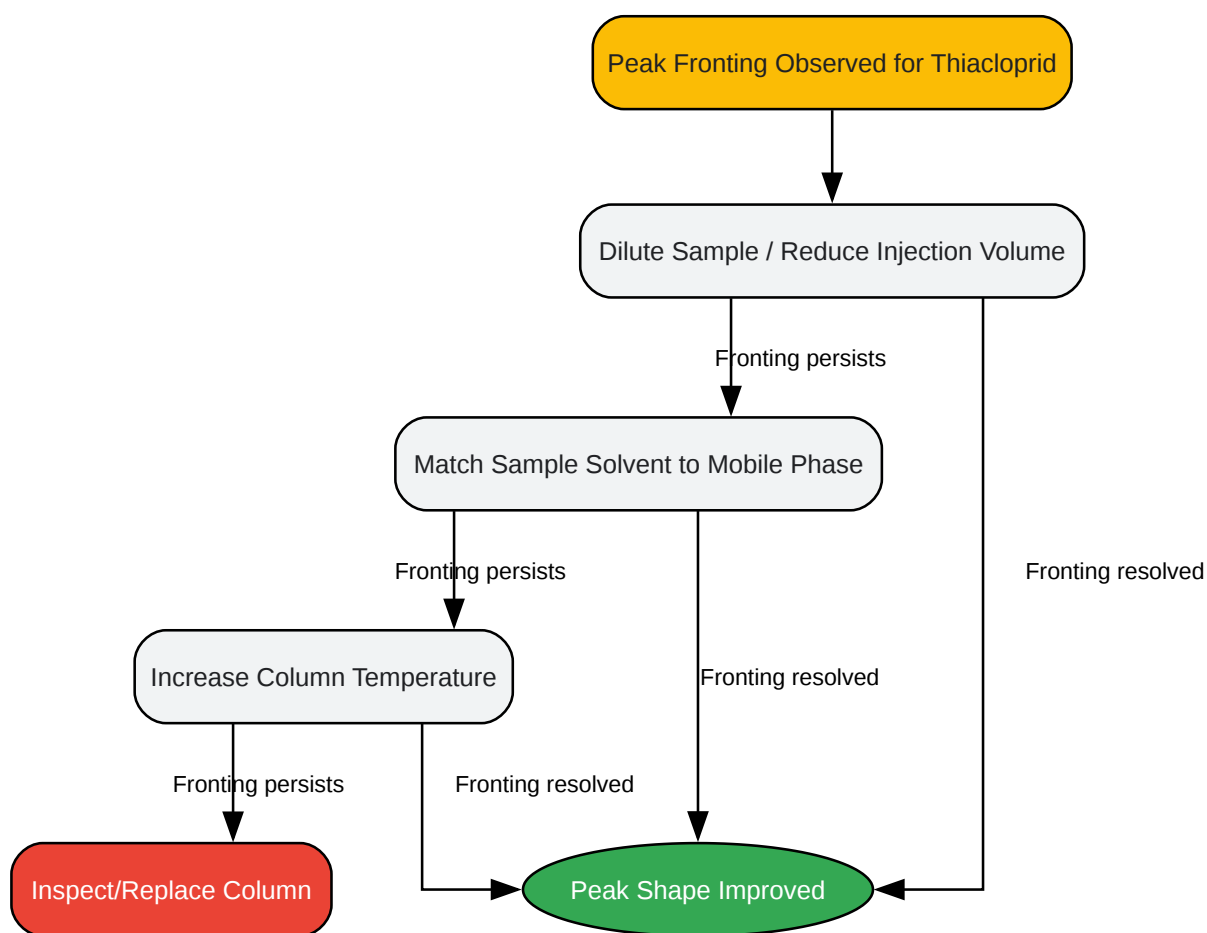 Peak Fronting Observed for Thiacloprid
Dilute Sample / Reduce Injection Volume
Fronting persists
Match Sample Solvent to Mobile Phase
Fronting persists
Fronting resolved
Increase Column Temperature
Fronting resolved
Fronting persists
Fronting resolved
Inspect/Replace Column
Peak Shape Improved